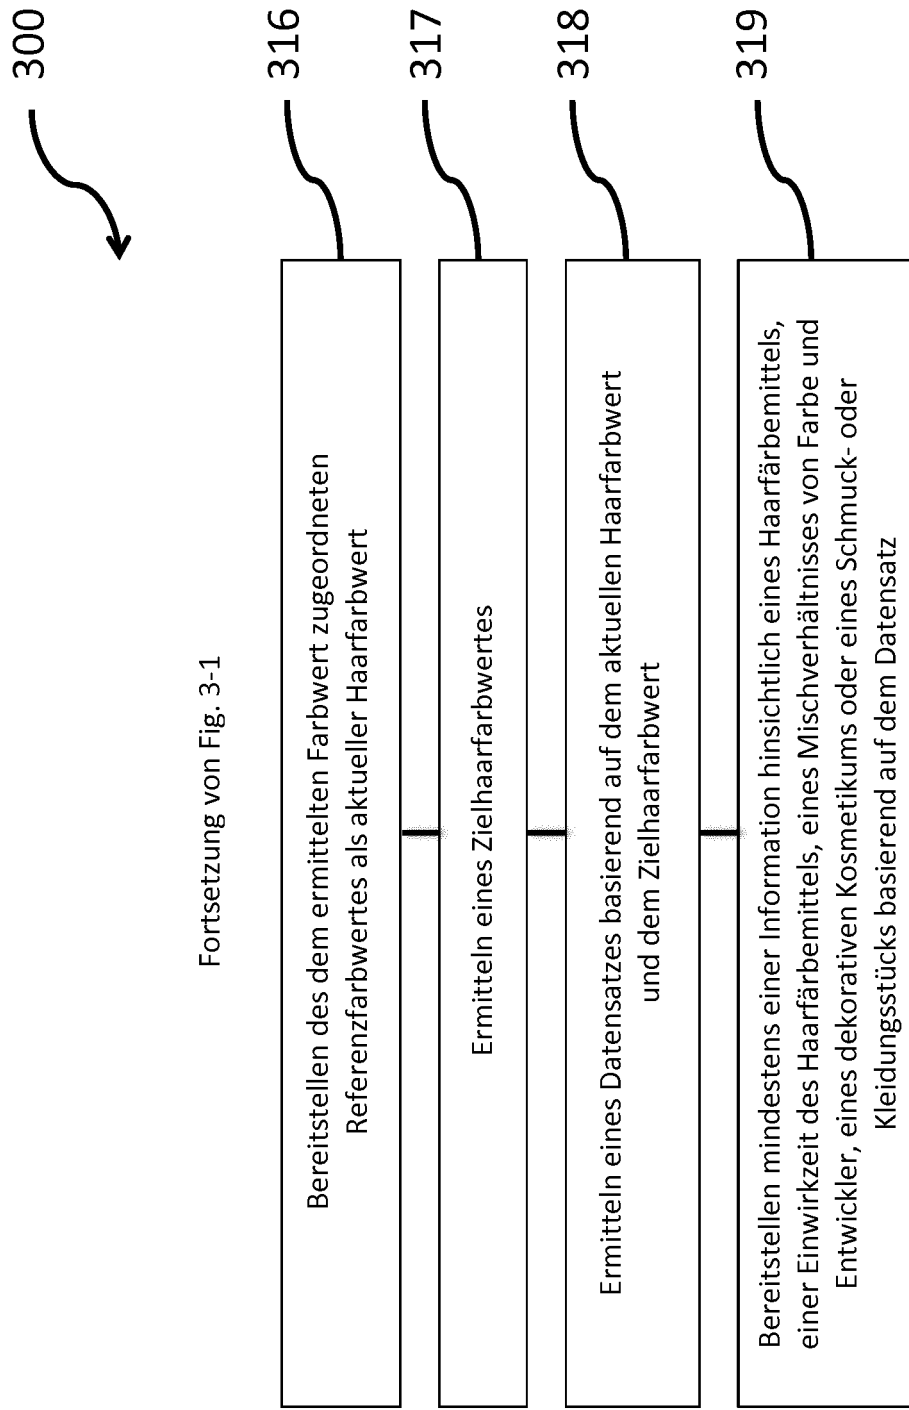 300
Fortsetzung von Fig. 3-1
316
Bereitstellen des dem ermittelten Farbwert zugeordneten
Referenzfarbwertes als aktueller Haarfarbwert
317
Ermitteln eines Zielhaarfarbwertes
318
Ermitteln eines Datensatzes basierend auf dem aktuellen Haarfarbwert
und dem Zielhaarfarbwert
319
Bereitstellen mindestens einer Information hinsichtlich eines Haarfärbemittels,
einer Einwirkzeit des Haarfärbemittels, eines Mischverhältnisses von Farbe und
Entwickler, eines dekorativen Kosmetikums oder eines Schmuck- oder
Kleidungsstücks basierend auf dem Datensatz